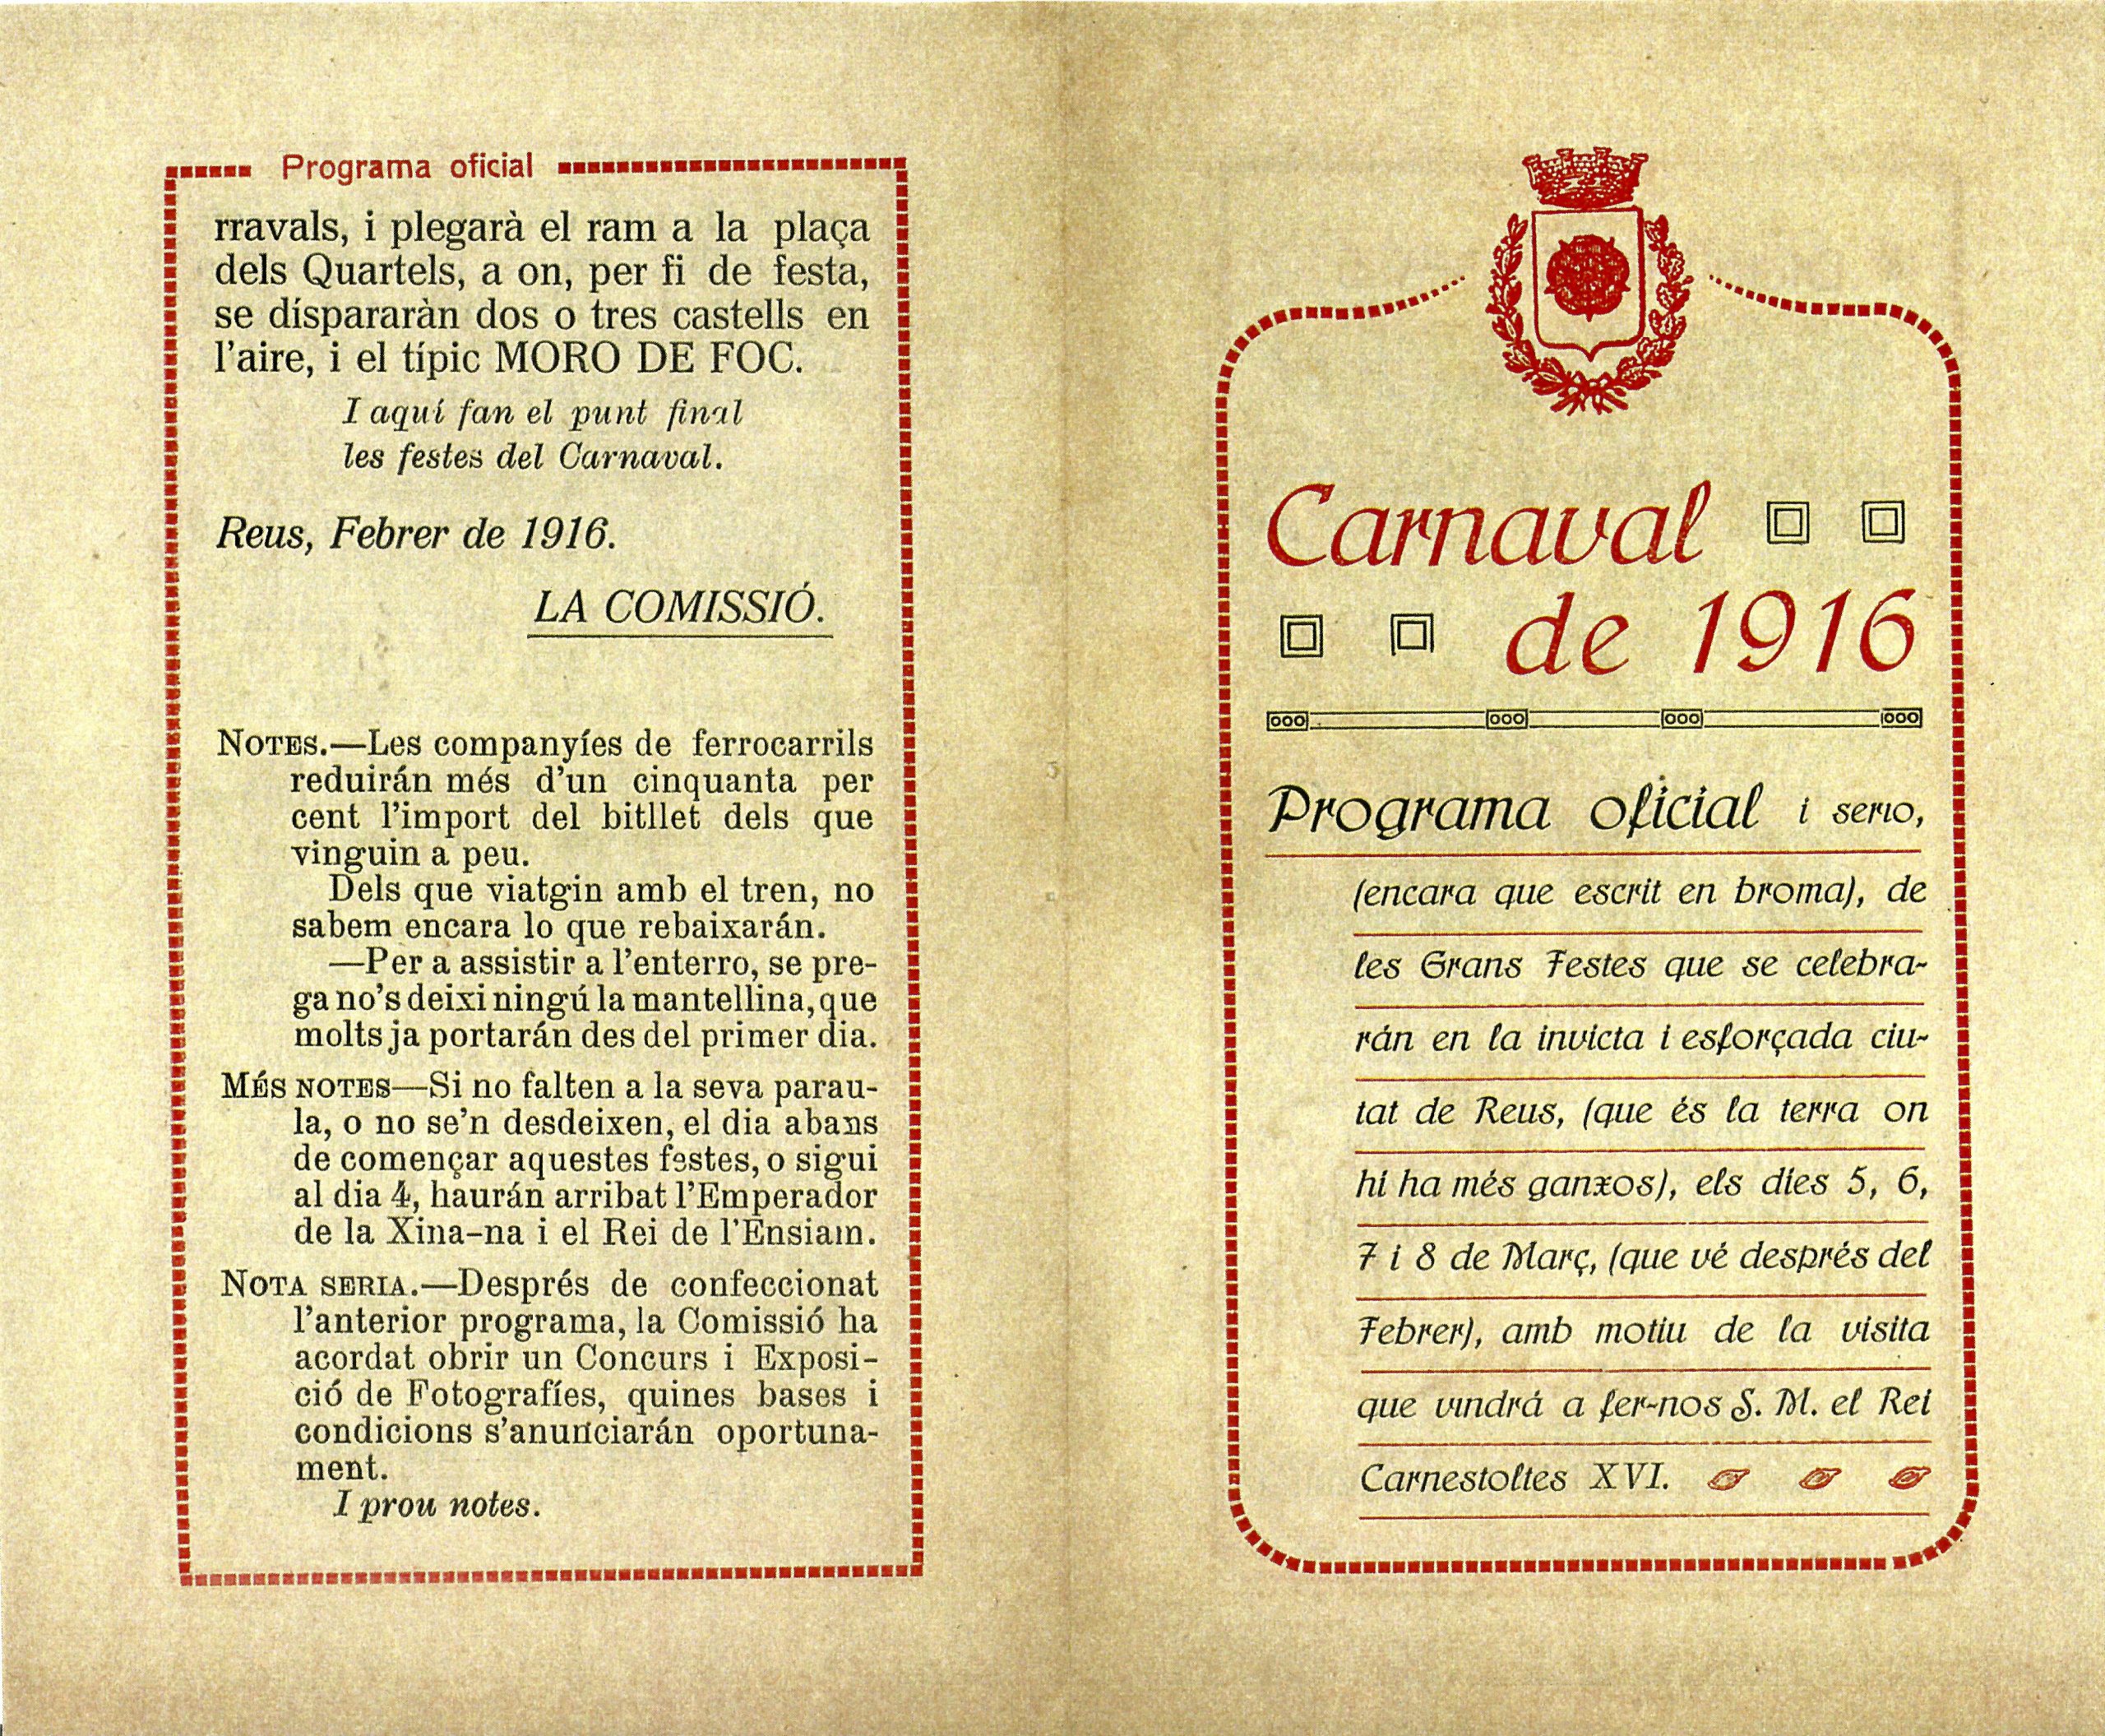 Programa oficial
rravals, i plegarà el ram a la plaça
dels Quartels, a on, per fi de festa,
se dispararàn dos o tres castells en
l'aire, i el típic MORO DE FOC.
I aquí fan el punt final
les festes del Carnaval.
Reus, Febrer de 1916.
LA COMISSIÓ.
NOTES.—Les companyíes de ferrocarrils
reduirán més d'un cinquanta per
cent l'import del bitllet dels que
vinguin a peu.
Dels que viatgin amb el tren, no
sabem encara lo que rebaixarán.
—Per a assistir a l'enterro, se pre-
ga no's deixi ningú la mantellina, que
molts ja portarán des del primer dia.
MÉS NOTES—Si no falten a la seva parau-
la, o no se'n desdeixen, el dia abans
de començar aquestes festes, o sigui
al dia 4, haurán arribat l'Emperador
de la Xina-na i el Rei de l'Ensiam.
NOTA SERIA.—Després de confeccionat
l'anterior programa, la Comissió ha
acordat obrir un Concurs i Exposi-
ció de Fotografíes, quines bases i
condicions s'anunciarán oportuna-
ment.
I prou notes.
Carnaval
de 1916
Programa oficial i serio,
(encara que escrit en broma), de
les Grans Festes que se celebra-
rán en la invicta i esforçada ciu-
tat de Reus, (que és la terra on
hi ha més ganxos), els dies 5, 6,
7 i 8 de Març, (que vé després del
Febrer), amb motiu de la visita
que vindrá a fer-nos S. M. el Rei
Carnestoltes XVI.